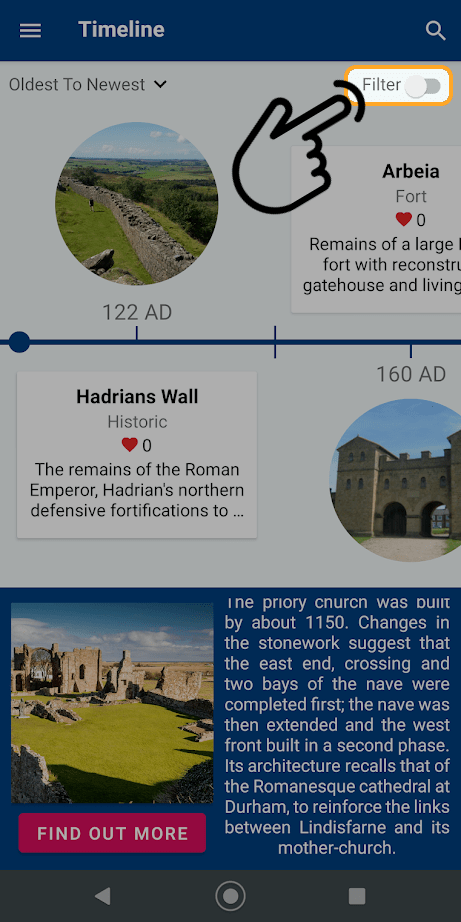 Timeline
Oldest To Newest
Filter
Arbeia
Fort
0
Remains of a large
fort with reconstru
gatehouse and living
122 AD
160 AD
Hadrians Wall
Historic
0
The remains of the Roman
Emperor, Hadrian's northern
defensive fortifications to ...
The priory church was built
by about 1150. Changes in
the stonework suggest that
the east end, crossing and
two bays of the nave were
completed first; the nave was
then extended and the west
front built in a second phase.
Its architecture recalls that of
the Romanesque cathedral at
Durham, to reinforce the links
between Lindisfarne and its
mother-church.
FIND OUT MORE